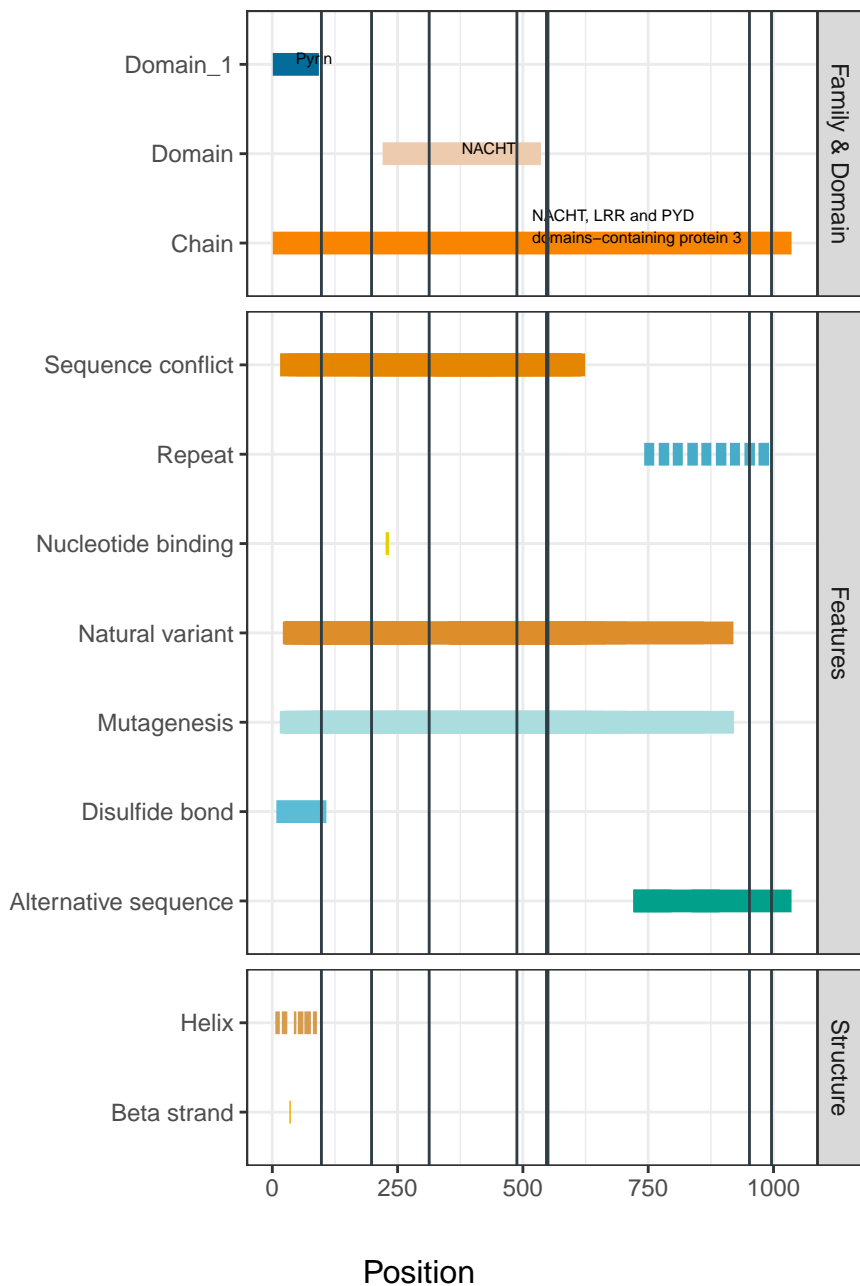 Domain_1
Pyrin
Domain
NACHT
Chain
NACHT, LRR and PYD
domains−containing protein 3
Family & Domain
Sequence conflict
Repeat
Nucleotide binding
Natural variant
Mutagenesis
Disulfide bond
Alternative sequence
Features
Helix
Beta strand
Structure
0 250 500 750 1000
Position